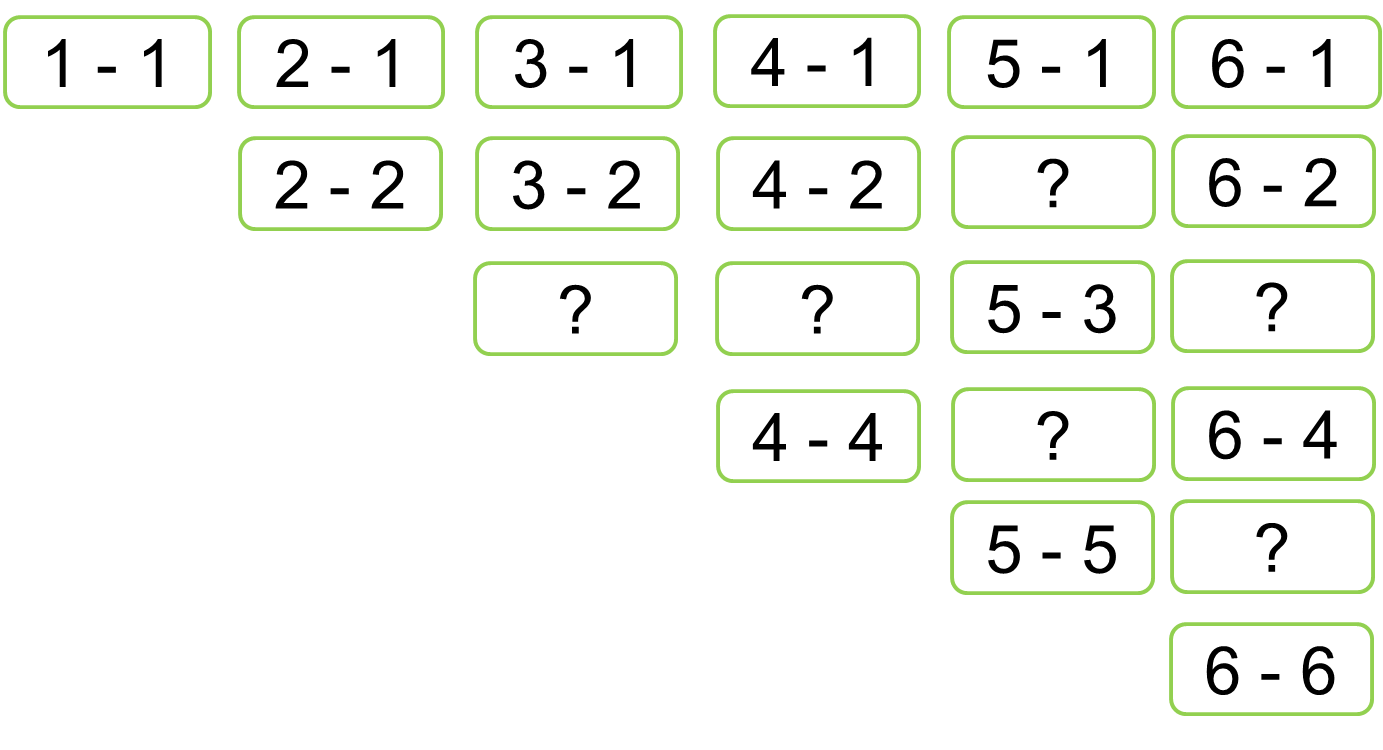 1 - 1 2 - 1 3 - 1 4 - 1 5 - 1 6 - 1
2 - 2 3 - 2 4 - 2 ? 6 - 2
? ? 5 - 3 ?
4 - 4 ? 6 - 4
5 - 5 ?
6 - 6